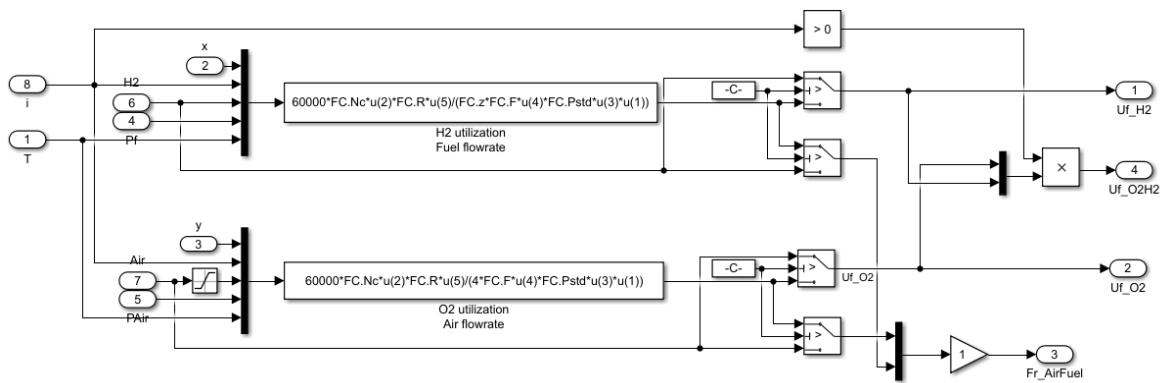 > 0
x
2
8
i
H2
6
4
Pf
1
T
60000*FC.Nc*u(2)*FC.R*u(5)/(FC.z*FC.F*u(4)*FC.Pstd*u(3)*u(1))
H2 utilization
Fuel flowrate
-C-
>
>
1
Uf_H2
×
4
Uf_O2H2
y
3
Air
7
5
PAir
60000*FC.Nc*u(2)*FC.R*u(5)/(4*FC.F*u(4)*FC.Pstd*u(3)*u(1))
O2 utilization
Air flowrate
-C-
>
Uf_O2
>
2
Uf_O2
1
3
Fr_AirFuel